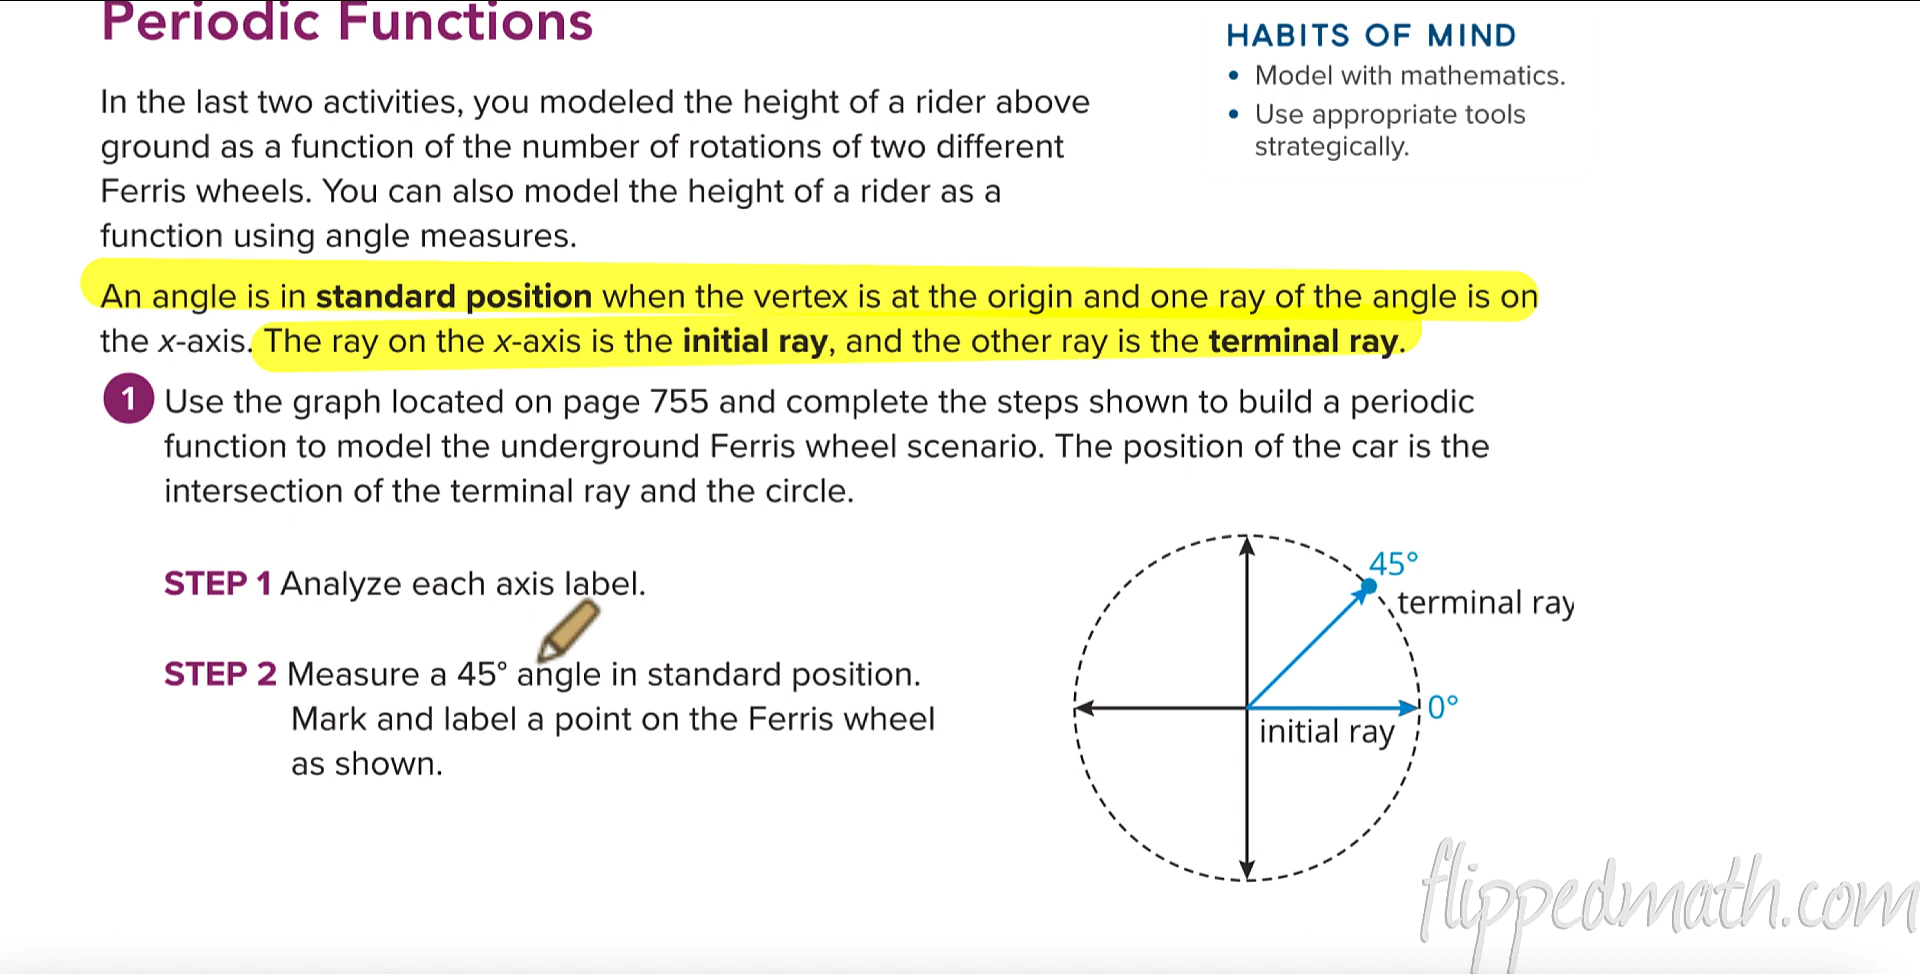 Periodic Functions
HABITS OF MIND
• Model with mathematics.
• Use appropriate tools
strategically.
In the last two activities, you modeled the height of a rider above
ground as a function of the number of rotations of two different
Ferris wheels. You can also model the height of a rider as a
function using angle measures.
An angle is in standard position when the vertex is at the origin and one ray of the angle is on
the x-axis. The ray on the x-axis is the initial ray, and the other ray is the terminal ray.
1 Use the graph located on page 755 and complete the steps shown to build a periodic
function to model the underground Ferris wheel scenario. The position of the car is the
intersection of the terminal ray and the circle.
STEP 1 Analyze each axis label.
STEP 2 Measure a 45° angle in standard position.
Mark and label a point on the Ferris wheel
as shown.
45°
terminal ray
0°
initial ray
flippedmath.com